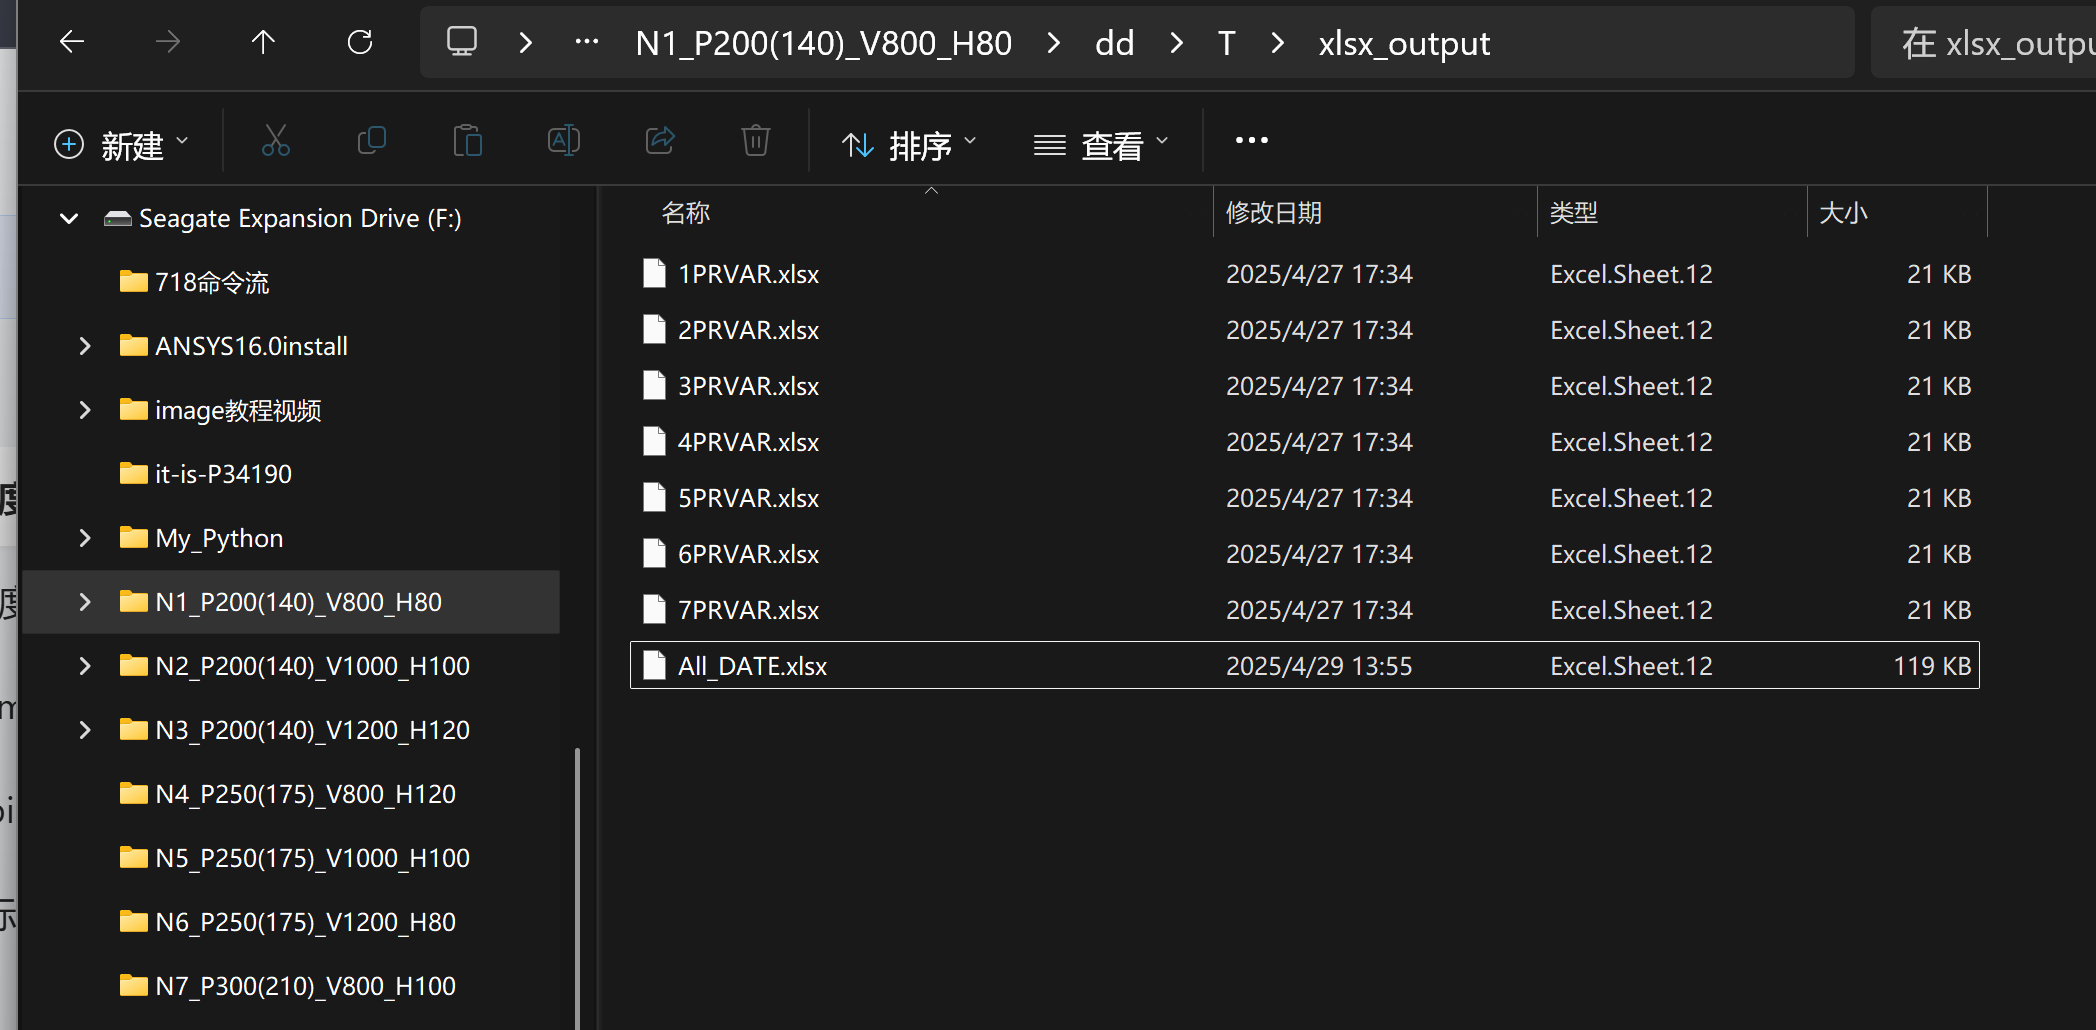 N1_P200(140)_V800_H80 > dd > T > xlsx_output
在 xlsx_outpu
新建
排序
查看
Seagate Expansion Drive (F:)
718命令流
ANSYS16.0install
image教程视频
it-is-P34190
My_Python
N1_P200(140)_V800_H80
N2_P200(140)_V1000_H100
N3_P200(140)_V1200_H120
N4_P250(175)_V800_H120
N5_P250(175)_V1000_H100
N6_P250(175)_V1200_H80
N7_P300(210)_V800_H100
名称 修改日期 类型 大小
1PRVAR.xlsx 2025/4/27 17:34 Excel.Sheet.12 21 KB
2PRVAR.xlsx 2025/4/27 17:34 Excel.Sheet.12 21 KB
3PRVAR.xlsx 2025/4/27 17:34 Excel.Sheet.12 21 KB
4PRVAR.xlsx 2025/4/27 17:34 Excel.Sheet.12 21 KB
5PRVAR.xlsx 2025/4/27 17:34 Excel.Sheet.12 21 KB
6PRVAR.xlsx 2025/4/27 17:34 Excel.Sheet.12 21 KB
7PRVAR.xlsx 2025/4/27 17:34 Excel.Sheet.12 21 KB
All_DATE.xlsx 2025/4/29 13:55 Excel.Sheet.12 119 KB